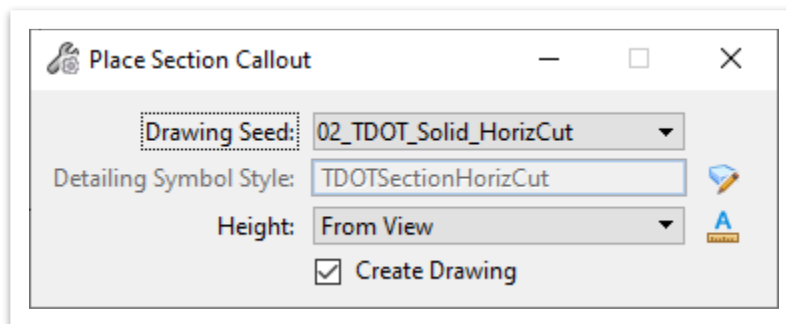 Place Section Callout
Drawing Seed: 02_TDOT_Solid_HorizCut
Detailing Symbol Style: TDOTSectionHorizCut
Height: From View
A
Create Drawing